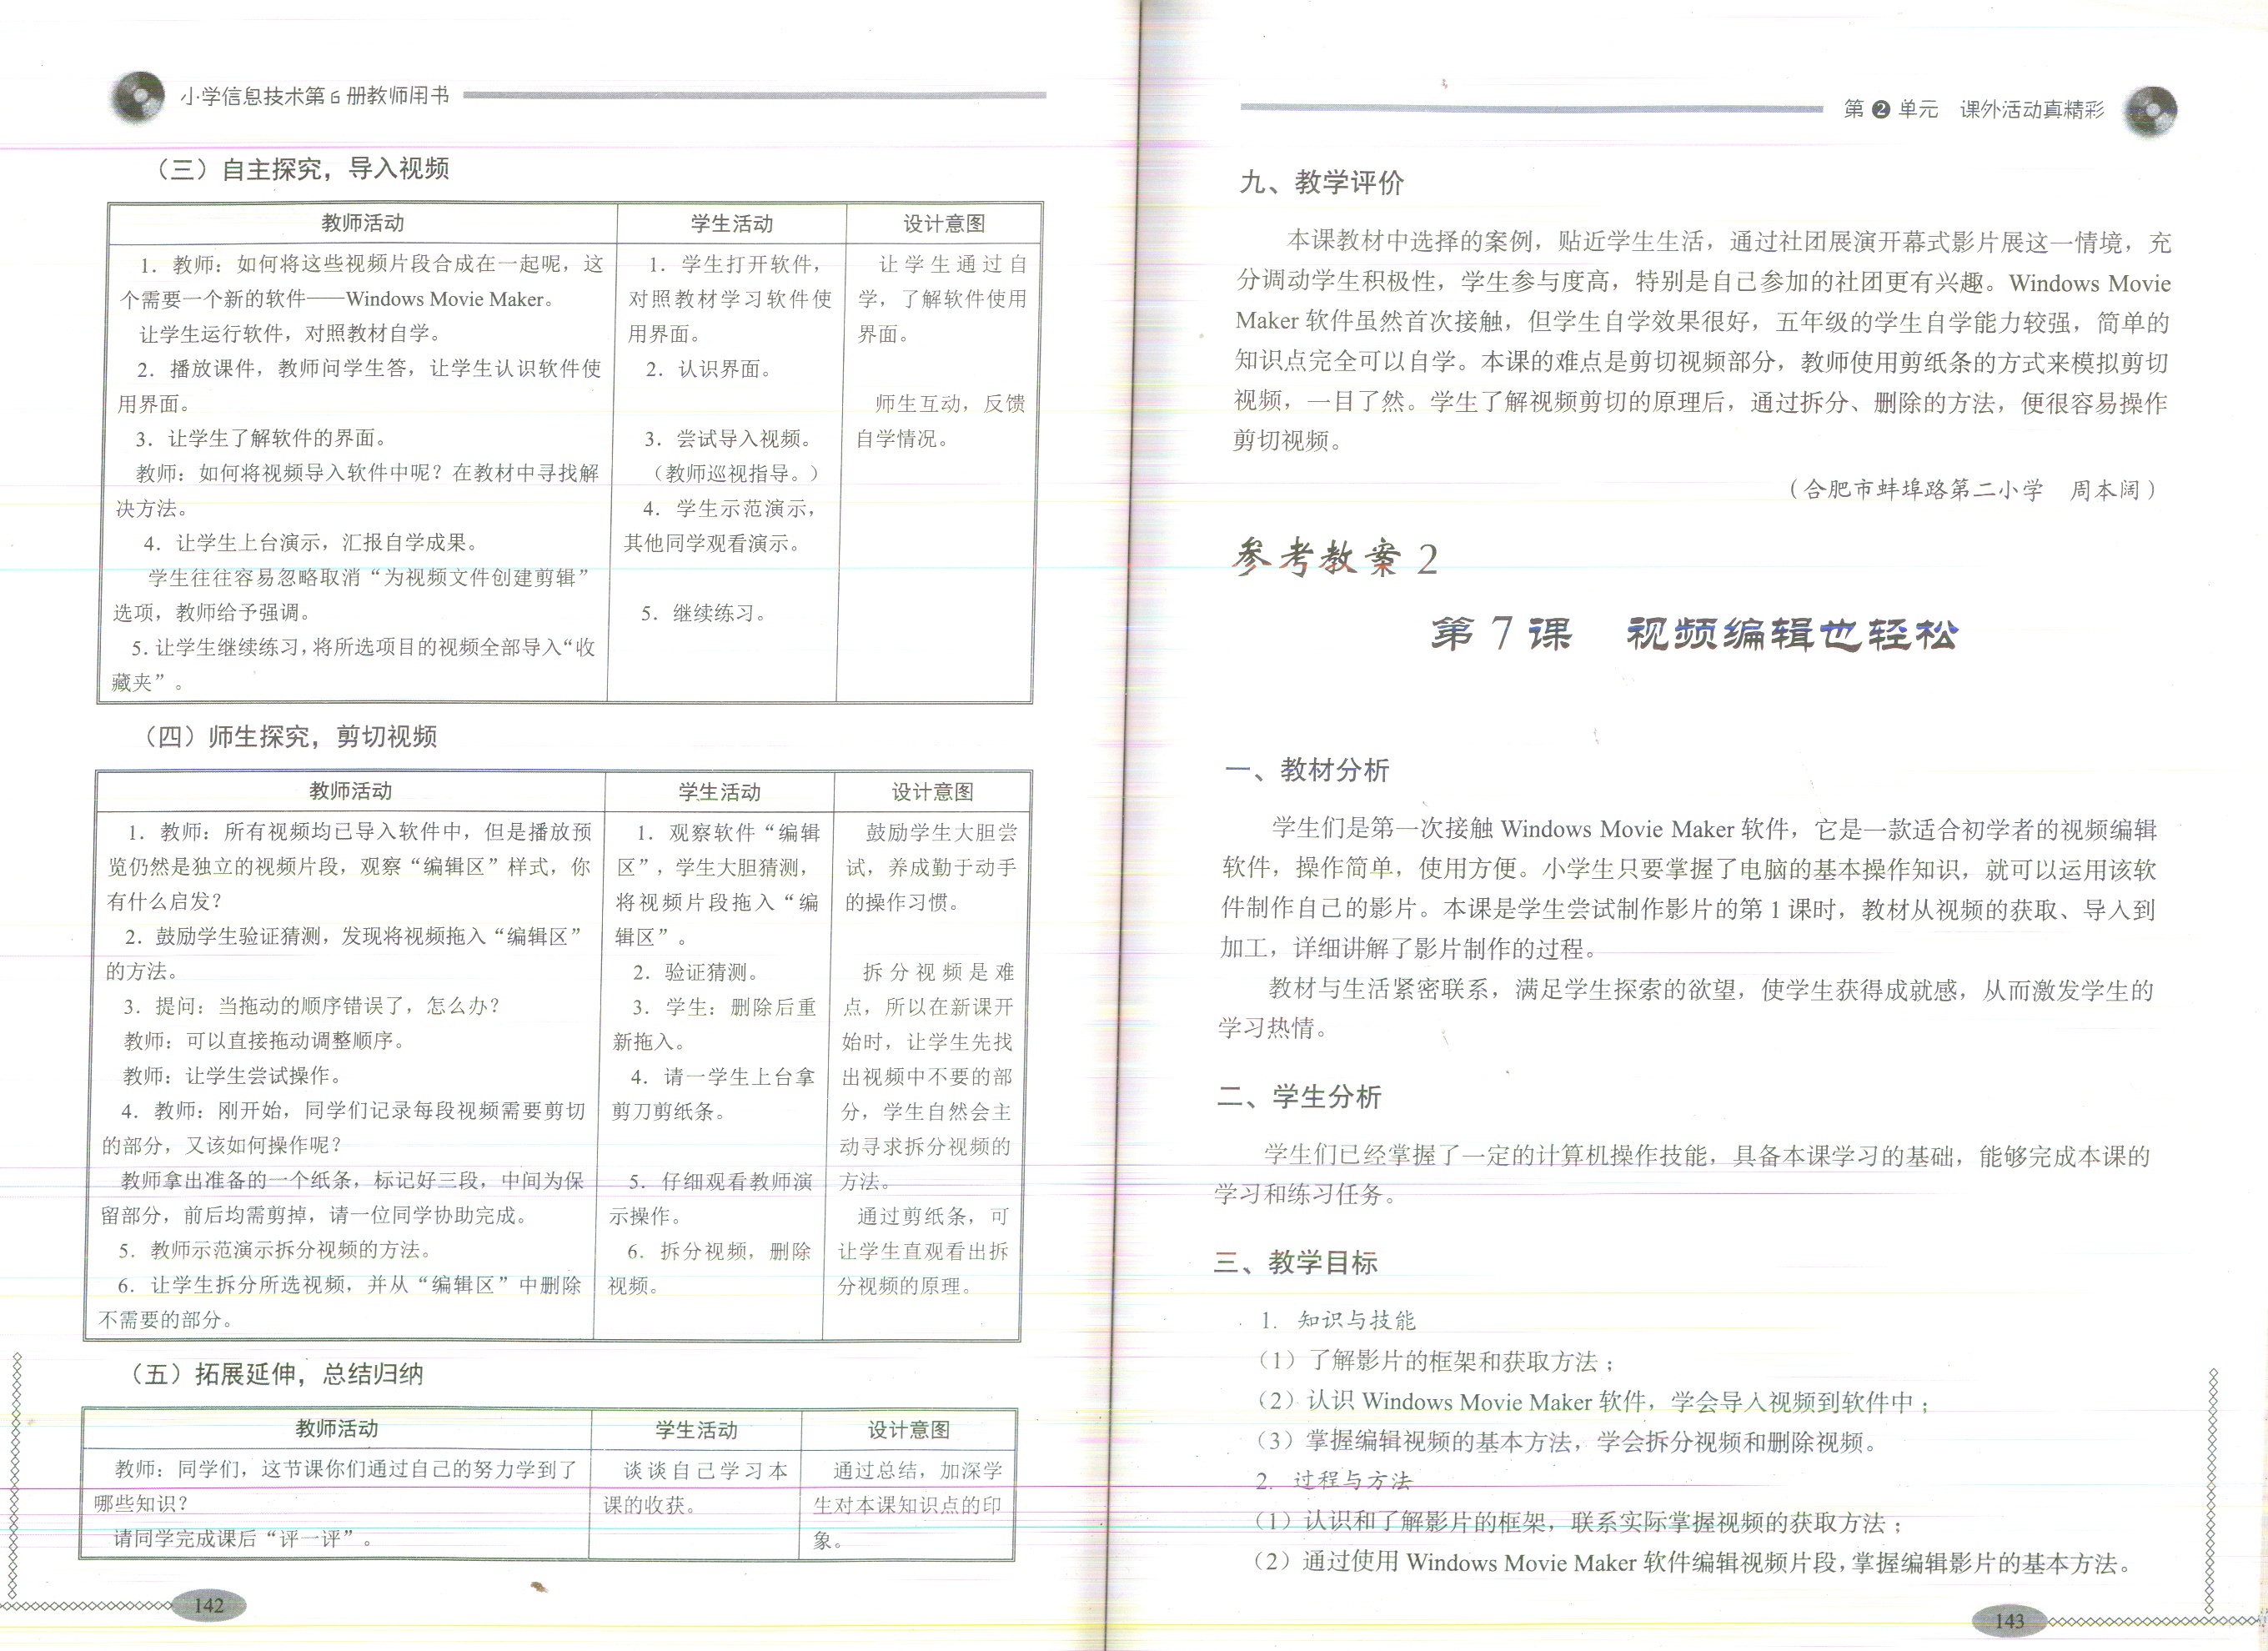 小学信息技术第6册教师用书
（三）自主探究，导入视频
教师活动
1. 教师：如何将这些视频片段合成在一起呢，这
个需要一个新的软件——Windows Movie Maker。
让学生运行软件，对照教材自学。
2. 播放课件，教师问学生答，让学生认识软件使
用界面。
3. 让学生了解软件的界面。
教师：如何将视频导入软件中呢？在教材中寻找解
决方法。
4. 让学生上台演示，汇报自学成果。
学生往往容易忽略取消“为视频文件创建剪辑”
选项，教师给予强调。
5. 让学生继续练习，将所选项目的视频全部导入“收
藏夹”。
学生活动
1. 学生打开软件，
对照教材学习软件使
用界面。
2. 认识界面。
3. 尝试导入视频。
（教师巡视指导。）
4. 学生示范演示，
其他同学观看演示。
5. 继续练习。
设计意图
让学生通过自
学，了解软件使用
界面。
师生互动，反馈
自学情况。
（四）师生探究，剪切视频
教师活动
1. 教师：所有视频均已导入软件中，但是播放预
览仍然是独立的视频片段，观察“编辑区”样式，你
有什么启发？
2. 鼓励学生验证猜测，发现将视频拖入“编辑区”
的方法。
3. 提问：当拖动的顺序错误了，怎么办？
教师：可以直接拖动调整顺序。
教师：让学生尝试操作。
4. 教师：刚开始，同学们记录每段视频需要剪切
的部分，又该如何操作呢？
教师拿出准备的一个纸条，标记好三段，中间为保
留部分，前后均需剪掉，请一位同学协助完成。
5. 教师示范演示拆分视频的方法。
6. 让学生拆分所选视频，并从“编辑区”中删除
不需要的部分。
学生活动
1. 观察软件“编辑
区”，学生大胆猜测，
将视频片段拖入“编
辑区”。
2. 验证猜测。
3. 学生：删除后重
新拖入。
4. 请一学生上台拿
剪刀剪纸条。
5. 仔细观看教师演
示操作。
6. 拆分视频，删除
视频。
设计意图
鼓励学生大胆尝
试，养成勤于动手
的操作习惯。
拆分视频是难
点，所以在新课开
始时，让学生先找
出视频中不要的部
分，学生自然会主
动寻求拆分视频的
方法。
通过剪纸条，可
让学生直观看出拆
分视频的原理。
（五）拓展延伸，总结归纳
教师活动
教师：同学们，这节课你们通过自己的努力学到了
哪些知识？
请同学完成课后“评一评”。
学生活动
谈谈自己学习本
课的收获。
设计意图
通过总结，加深学
生对本课知识点的印
象。
142
第2单元 课外活动真精彩
九、教学评价
本课教材中选择的案例，贴近学生生活，通过社团展演开幕式影片展这一情境，充
分调动学生积极性，学生参与度高，特别是自己参加的社团更有兴趣。Windows Movie
Maker 软件虽然首次接触，但学生自学效果很好，五年级的学生自学能力较强，简单的
知识点完全可以自学。本课的难点是剪切视频部分，教师使用剪纸条的方式来模拟剪切
视频，一目了然。学生了解视频剪切的原理后，通过拆分、删除的方法，便很容易操作
剪切视频。
（合肥市蚌埠路第二小学 周本阔）
参考教案 2
第 7 课 视频编辑也轻松
一、教材分析
学生们是第一次接触 Windows Movie Maker 软件，它是一款适合初学者的视频编辑
软件，操作简单，使用方便。小学生只要掌握了电脑的基本操作知识，就可以运用该软
件制作自己的影片。本课是学生尝试制作影片的第 1 课时，教材从视频的获取、导入到
加工，详细讲解了影片制作的过程。
教材与生活紧密联系，满足学生探索的欲望，使学生获得成就感，从而激发学生的
学习热情。
二、学生分析
学生们已经掌握了一定的计算机操作技能，具备本课学习的基础，能够完成本课的
学习和练习任务。
三、教学目标
1. 知识与技能
（1）了解影片的框架和获取方法；
（2）认识 Windows Movie Maker 软件，学会导入视频到软件中；
（3）掌握编辑视频的基本方法，学会拆分视频和删除视频。
2. 过程与方法
（1）认识和了解影片的框架，联系实际掌握视频的获取方法；
（2）通过使用 Windows Movie Maker 软件编辑视频片段，掌握编辑影片的基本方法。
143